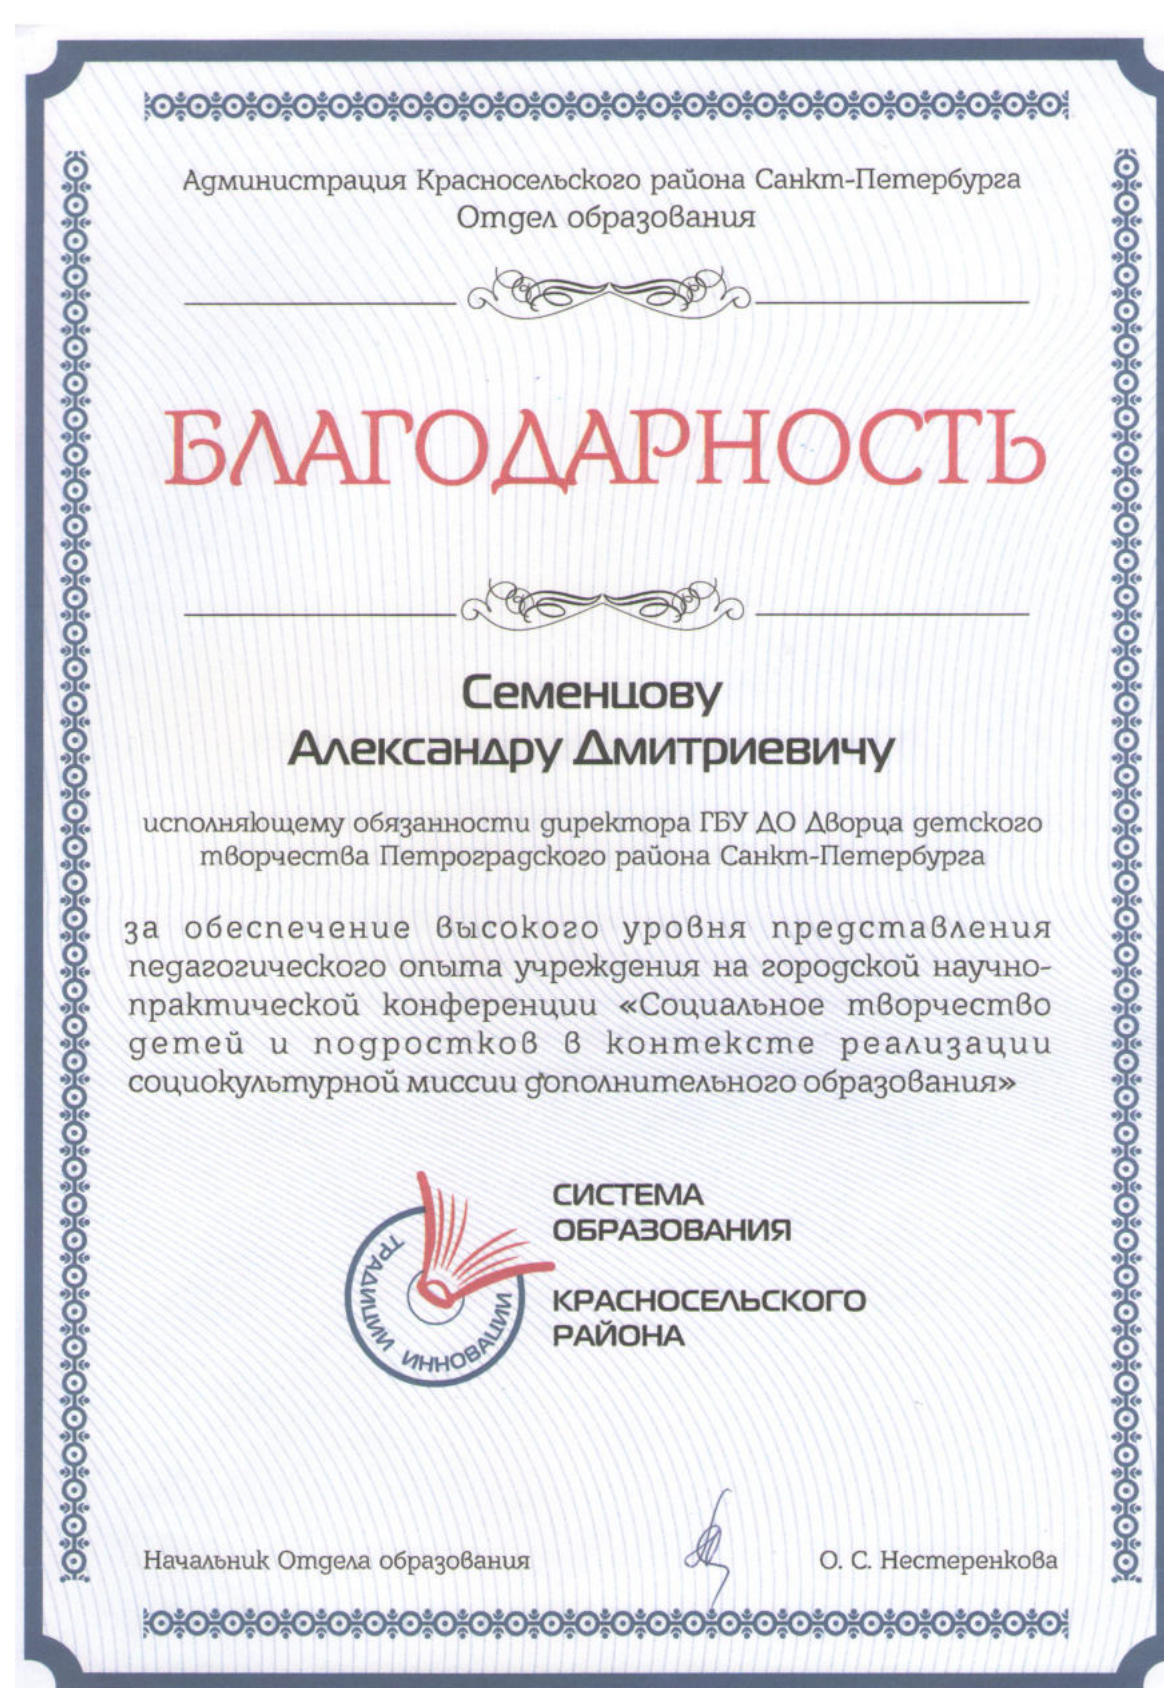 Администрация Красносельского района Санкт-Петербурга
Отдел образования
БЛАГОДАРНОСТЬ
Семенцову
Александру Дмитриевичу
исполняющему обязанности директора ГБУ ДО Дворца детского
творчества Петроградского района Санкт-Петербурга
за обеспечение высокого уровня представления
педагогического опыта учреждения на городской научно-
практической конференции «Социальное творчество
детей и подростков в контексте реализации
социокультурной миссии дополнительного образования»
ТРАДИЦИИ ИННОВАЦИИ
СИСТЕМА
ОБРАЗОВАНИЯ
КРАСНОСЕЛЬСКОГО
РАЙОНА
Начальник Отдела образования
О. С. Нестеренкова